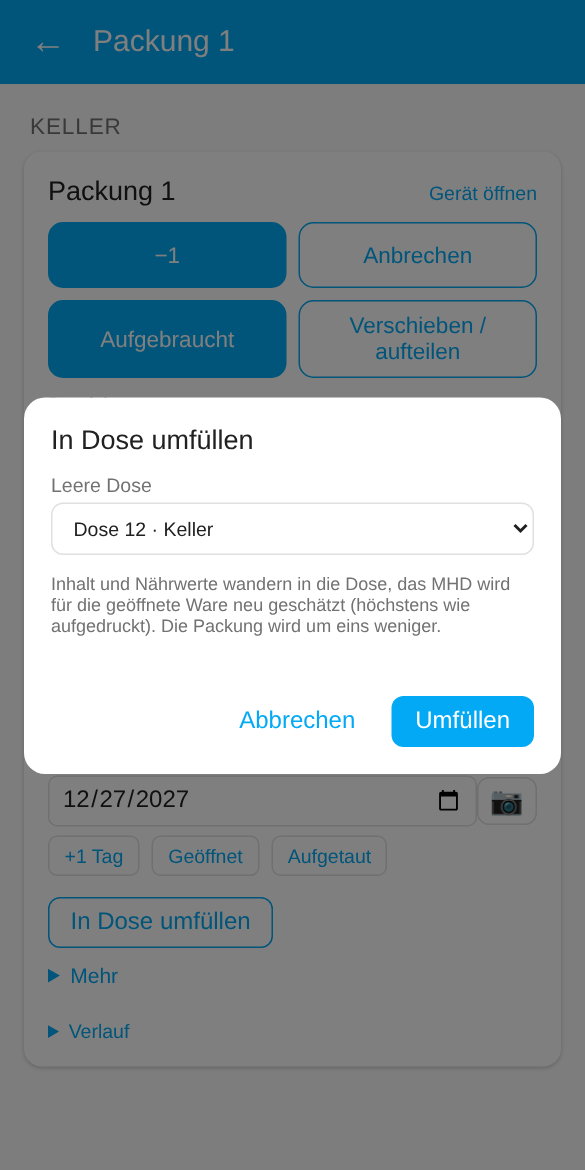 ← Packung 1
KELLER
Packung 1
Gerät öffnen
−1
Anbrechen
Aufgebraucht
Verschieben /
aufteilen
In Dose umfüllen
Leere Dose
Dose 12 · Keller
Inhalt und Nährwerte wandern in die Dose, das MHD wird
für die geöffnete Ware neu geschätzt (höchstens wie
aufgedruckt). Die Packung wird um eins weniger.
Abbrechen
Umfüllen
12/27/2027
+1 Tag
Geöffnet
Aufgetaut
In Dose umfüllen
Mehr
Verlauf